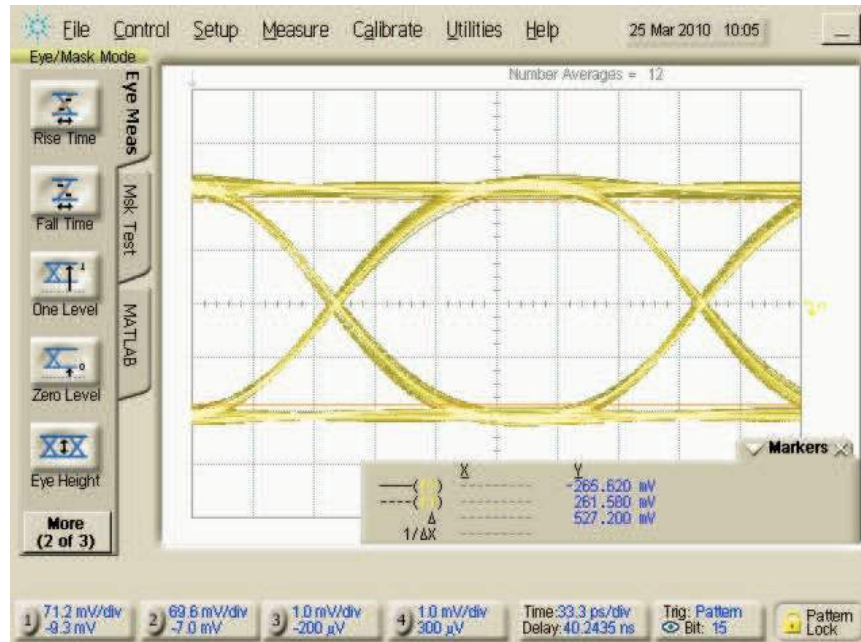 File Control Setup Measure Calibrate Utilities Help 25 Mar 2010 10:05
Eye/Mask Mode
Number Averages = 12
Eye Meas
Msk Test
MATLAB
Rise Time
Fall Time
One Level
Zero Level
Eye Height
More
(2 of 3)
Markers
X Y
-265.620 mV
261.580 mV
Δ 527.200 mV
1/ΔX
1) 71.2 mV/div
-9.3 mV
2) 69.6 mV/div
-7.0 mV
3) 1.0 mV/div
-200 µV
4) 1.0 mV/div
300 µV
Time:33.3 ps/div
Delay:40.2435 ns
Trig: Pattern
Bit: 15
Pattern
Lock